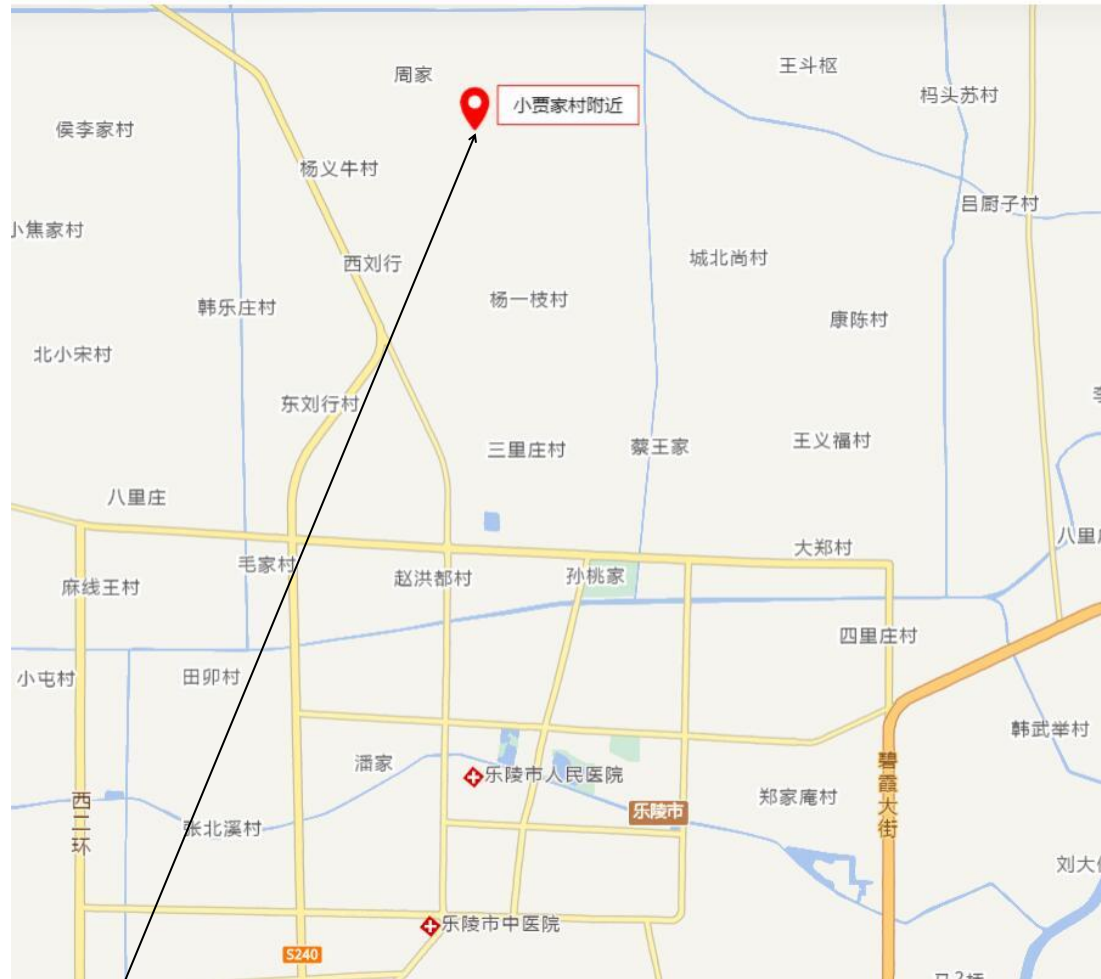 王斗枢
周家
杩头苏村
小贾家村附近
侯李家村
杨义牛村
吕厨子村
小焦家村
城北尚村
西刘行
杨一枝村
韩乐庄村
康陈村
北小宋村
东刘行村
王义福村
三里庄村
蔡王家
八里庄
大郑村
八里
毛家村
赵洪都村
孙桃家
麻线王村
四里庄村
田卯村
小屯村
韩武举村
潘家
乐陵市人民医院
碧霞大街
郑家庵村
西二环
乐陵市
张北溪村
刘大
乐陵市中医院
S240